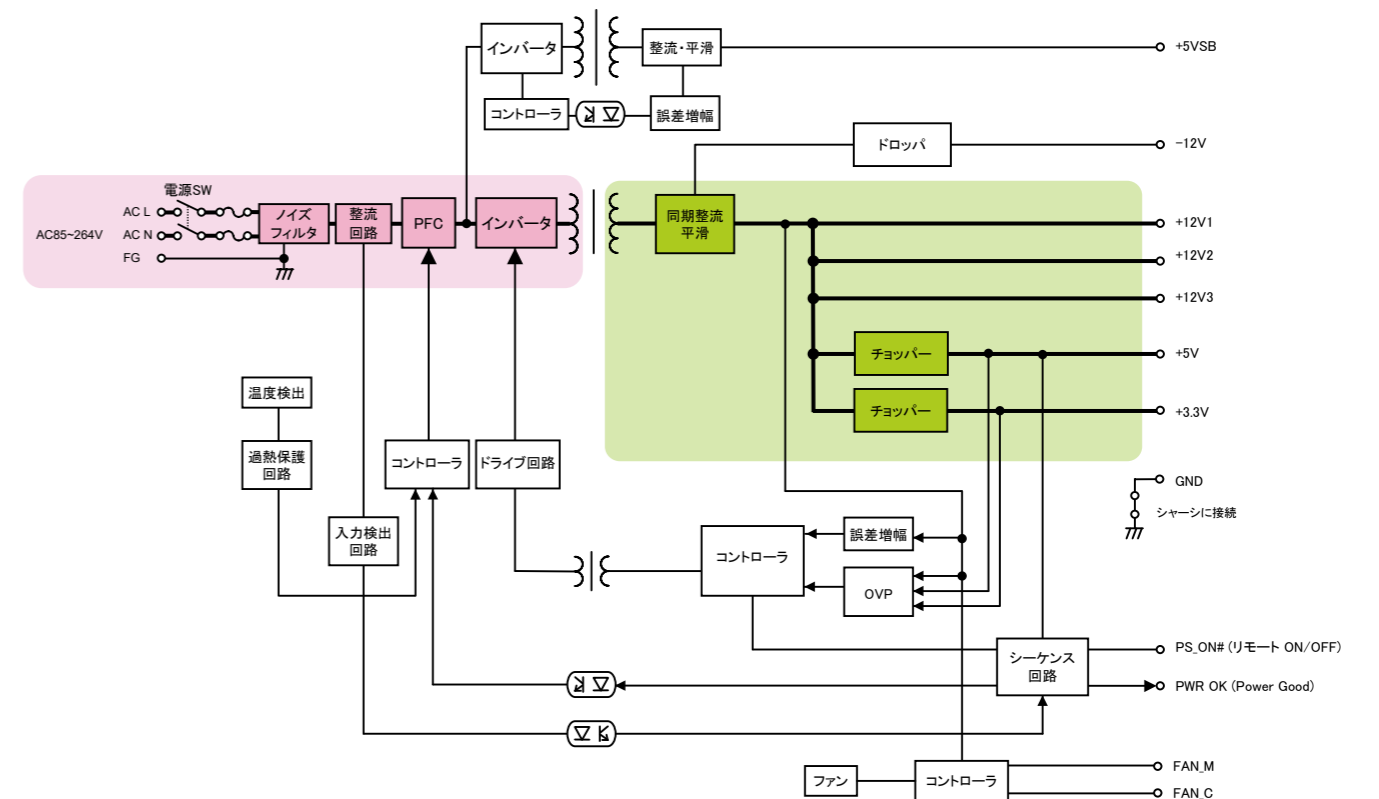 インバータ
整流・平滑
+5VSB
コントローラ
誤差増幅
ドロッパ
-12V
電源SW
AC85~264V
AC L
AC N
FG
ノイズ
フィルタ
整流
回路
PFC
インバータ
同期整流
平滑
+12V1
+12V2
+12V3
チョッパー
+5V
チョッパー
+3.3V
温度検出
過熱保護
回路
コントローラ
ドライブ回路
GND
シャーシに接続
入力検出
回路
コントローラ
誤差増幅
OVP
シーケンス
回路
PS_ON# (リモート ON/OFF)
PWR OK (Power Good)
ファン
コントローラ
FAN_M
FAN_C